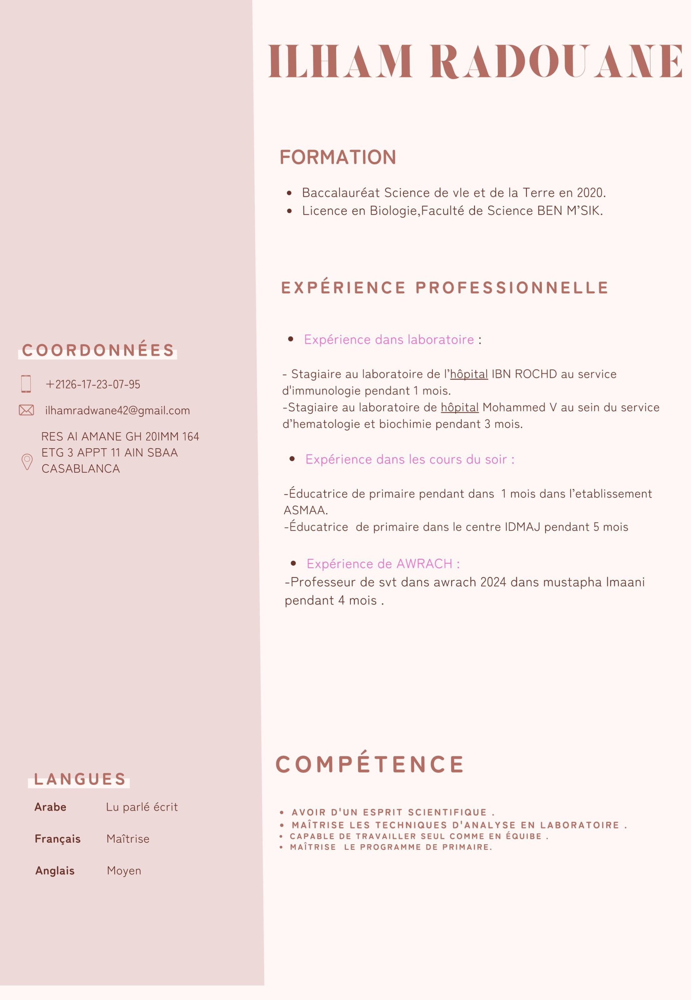 ILHAM RADOUANE
FORMATION
• Baccalauréat Science de vIe et de la Terre en 2020.
• Licence en Biologie,Faculté de Science BEN M’SIK.
EXPÉRIENCE PROFESSIONNELLE
• Expérience dans laboratoire :
- Stagiaire au laboratoire de l’hôpital IBN ROCHD au service
d'immunologie pendant 1 mois.
-Stagiaire au laboratoire de hôpital Mohammed V au sein du service
d’hematologie et biochimie pendant 3 mois.
• Expérience dans les cours du soir :
-Éducatrice de primaire pendant dans  1 mois dans l’etablissement
ASMAA.
-Éducatrice  de primaire dans le centre IDMAJ pendant 5 mois
• Expérience de AWRACH :
-Professeur de svt dans awrach 2024 dans mustapha lmaani
pendant 4 mois .
COMPÉTENCE
• AVOIR D'UN ESPRIT SCIENTIFIQUE .
• MAÎTRISE LES TECHNIQUES D'ANALYSE EN LABORATOIRE .
• CAPABLE DE TRAVAILLER SEUL COMME EN ÉQUIBE .
• MAÎTRISE  LE PROGRAMME DE PRIMAIRE.
COORDONNÉES
+2126-17-23-07-95
ilhamradwane42@gmail.com
RES Al AMANE GH 20IMM 164
ETG 3 APPT 11 AIN SBAA
CASABLANCA
LANGUES
Arabe Lu parlé écrit
Français Maîtrise
Anglais Moyen